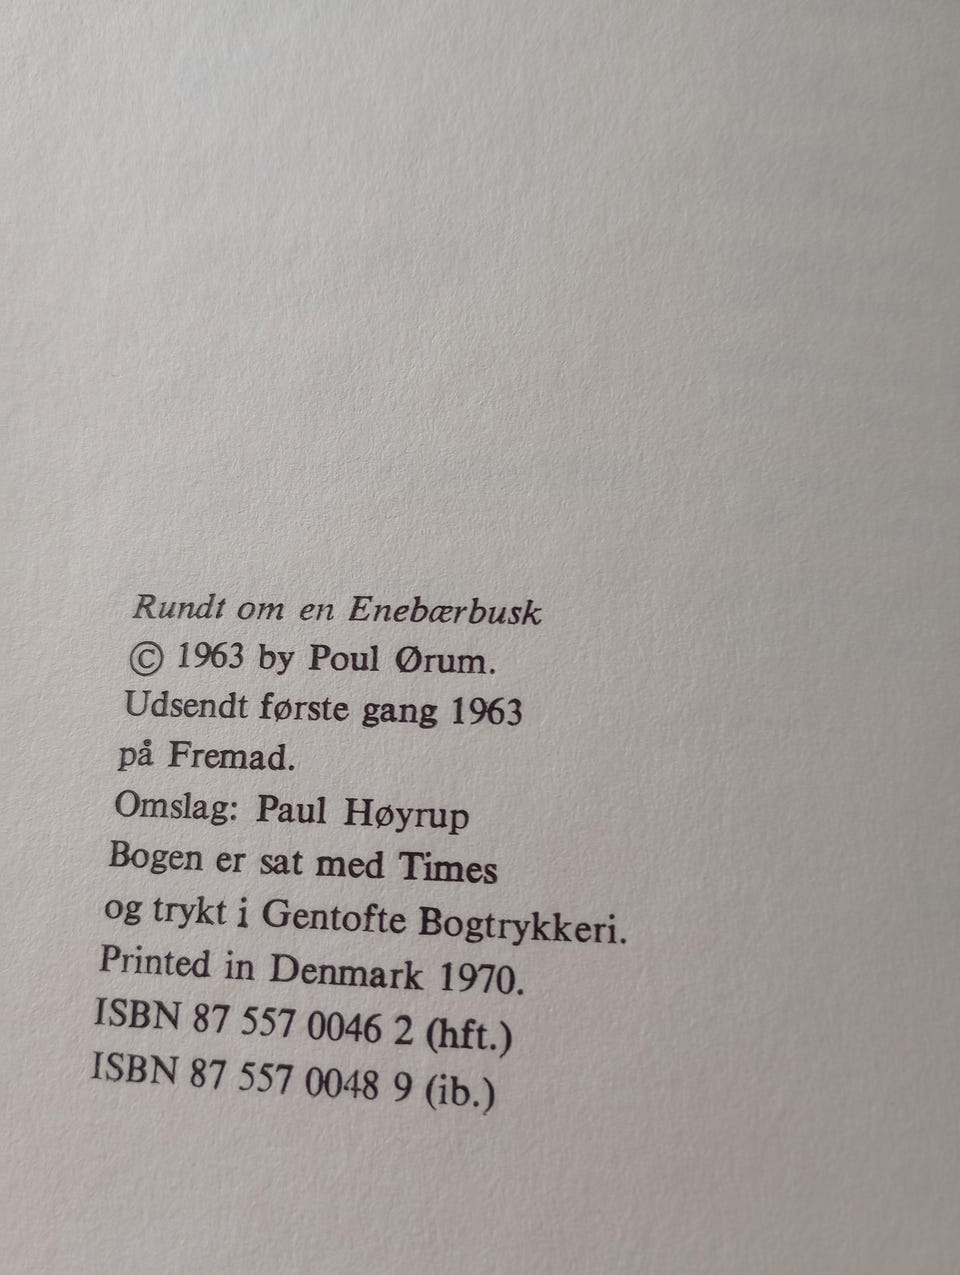 Rundt om en Enebærbusk
© 1963 by Poul Ørum.
Udsendt første gang 1963
på Fremad.
Omslag: Paul Høyrup
Bogen er sat med Times
og trykt i Gentofte Bogtrykkeri.
Printed in Denmark 1970.
ISBN 87 557 0046 2 (hft.)
ISBN 87 557 0048 9 (ib.)